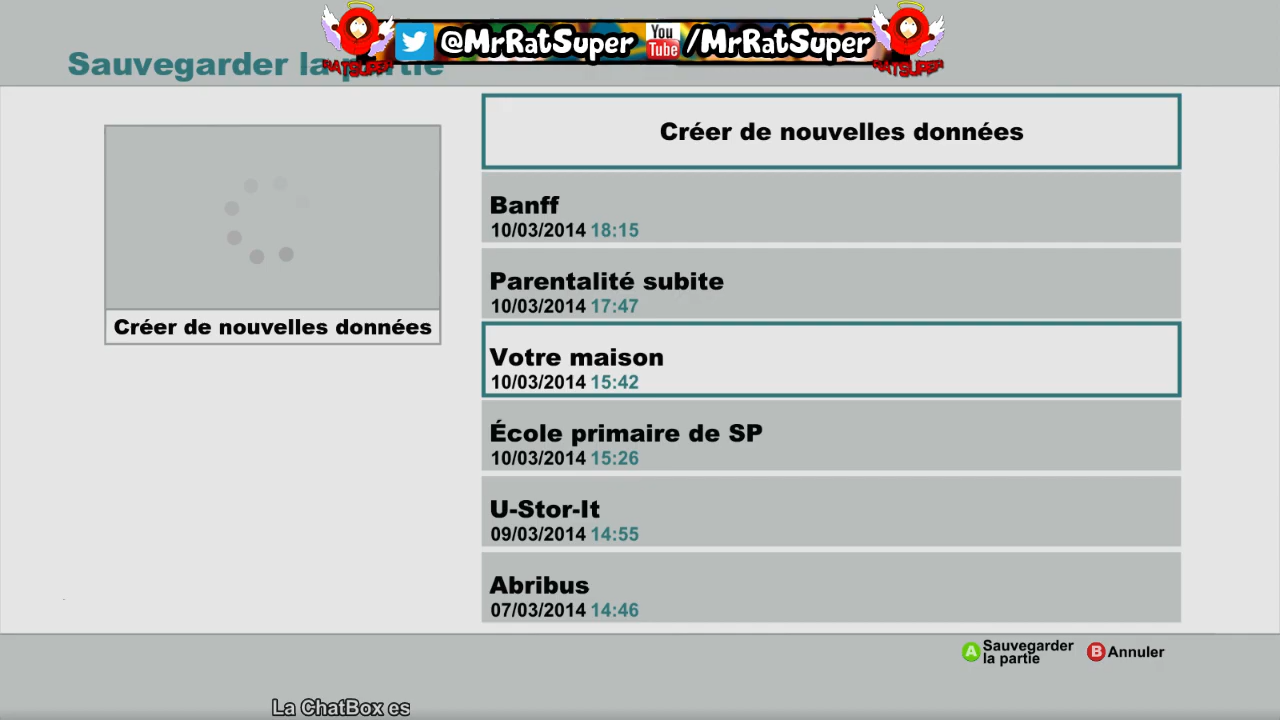 @MrRatSuper You Tube /MrRatSuper
RATSUPER RATSUPER
Sauvegarder la partie
Créer de nouvelles données
Banff
10/03/2014 18:15
Parentalité subite
10/03/2014 17:47
Créer de nouvelles données
Votre maison
10/03/2014 15:42
École primaire de SP
10/03/2014 15:26
U-Stor-It
09/03/2014 14:55
Abribus
07/03/2014 14:46
A Sauvegarder
la partie
B Annuler
La ChatBox es